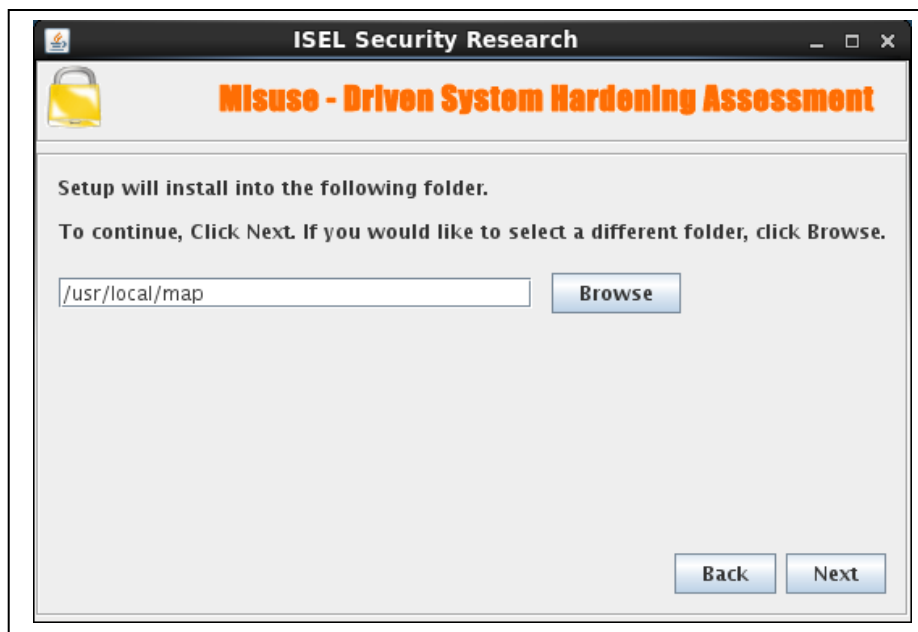 ISEL Security Research
Misuse - Driven System Hardening Assessment
Setup will install into the following folder.
To continue, Click Next. If you would like to select a different folder, click Browse.
/usr/local/map
Browse
Back
Next